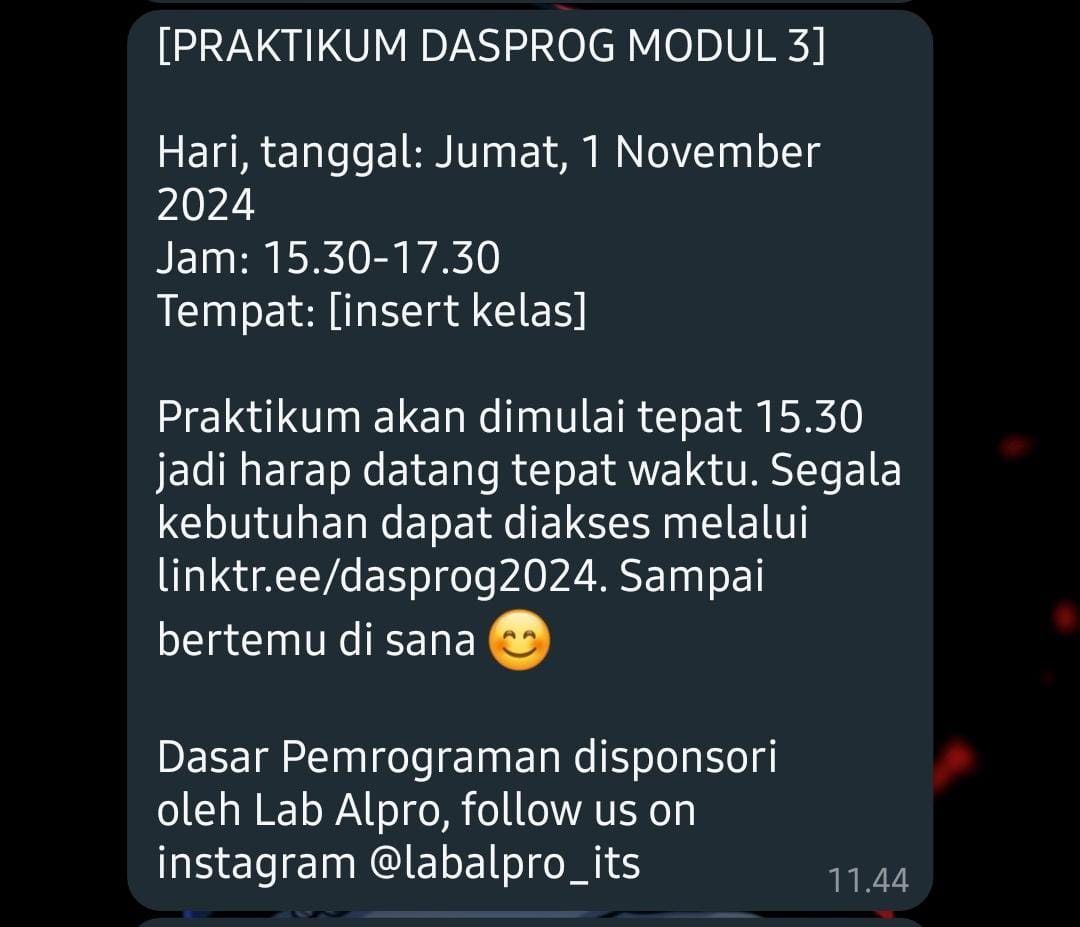 [PRAKTIKUM DASPROG MODUL 3]
Hari, tanggal: Jumat, 1 November
2024
Jam: 15.30-17.30
Tempat: [insert kelas]
Praktikum akan dimulai tepat 15.30
jadi harap datang tepat waktu. Segala
kebutuhan dapat diakses melalui
linktr.ee/dasprog2024. Sampai
bertemu di sana 😊
Dasar Pemrograman disponsori
oleh Lab Alpro, follow us on
instagram @labalpro_its
11.44